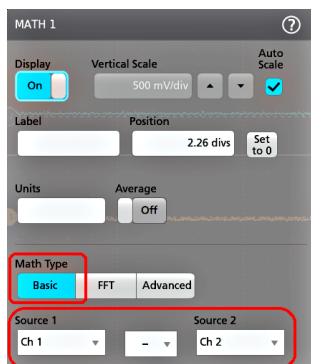 MATH 1 ?
Display Vertical Scale Auto Scale
On 500 mV/div
Label Position
2.26 divs Set to 0
Units Average
Off
Math Type
Basic FFT Advanced
Source 1 Source 2
Ch 1 - Ch 2